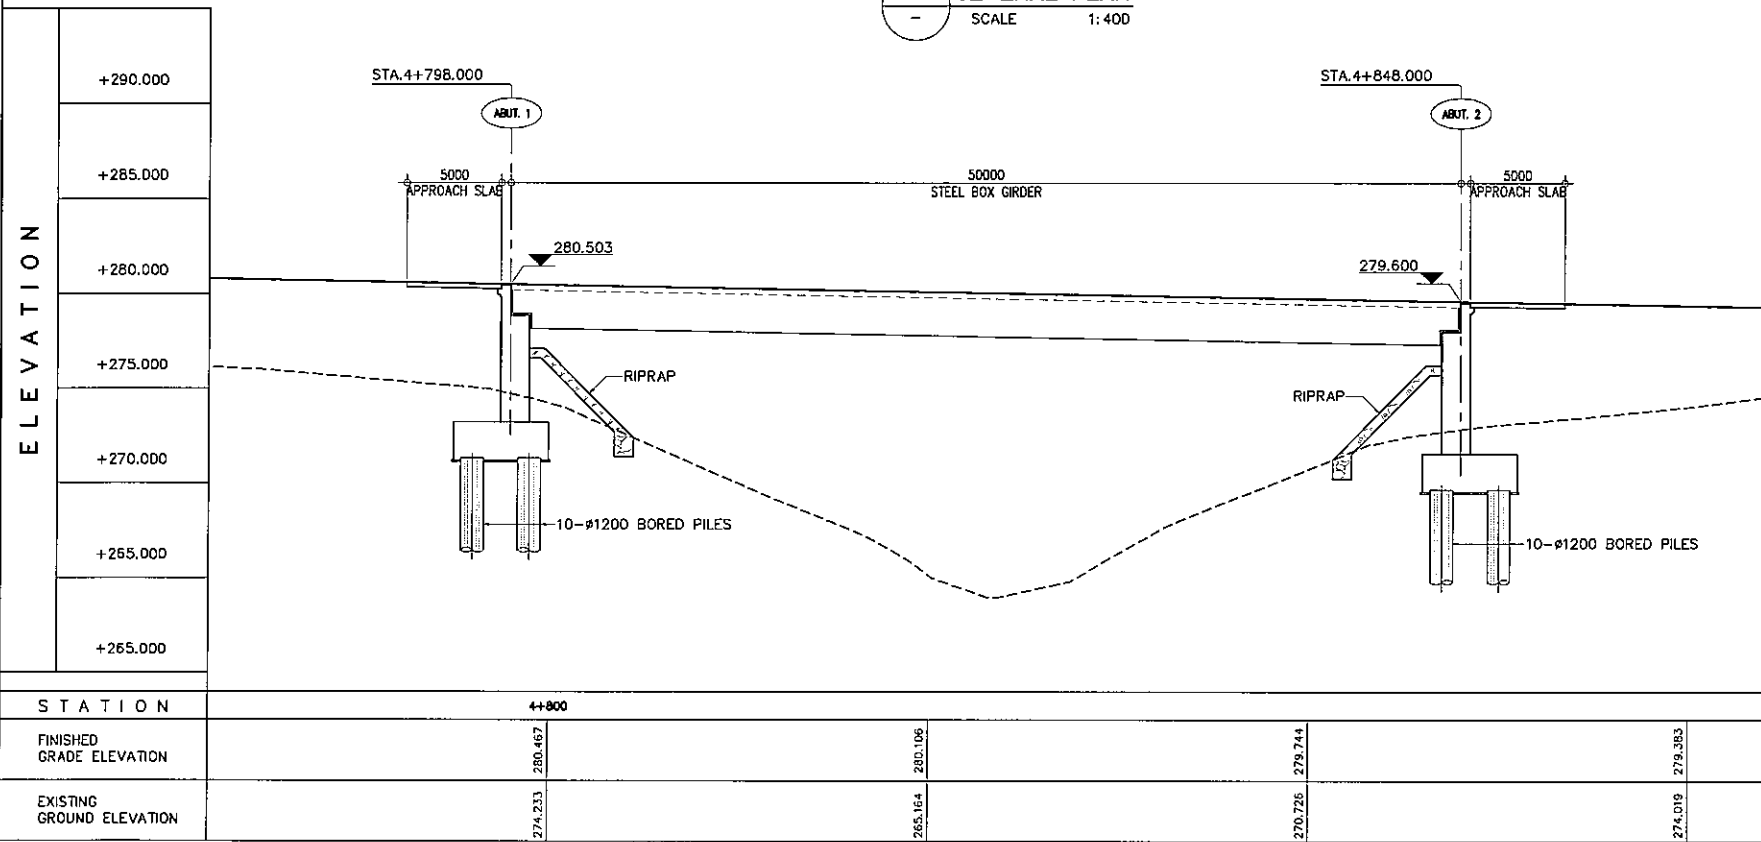 SCALE 1:400
-
+290.000
+285.000
+280.000
+275.000
+270.000
+265.000
+265.000
ELEVATION
STA.4+798.000
STA.4+848.000
ABUT. 1
ABUT. 2
5000
APPROACH SLAB
50000
STEEL BOX GIRDER
5000
APPROACH SLAB
280.503
279.600
RIPRAP
RIPRAP
10-ø1200 BORED PILES
10-ø1200 BORED PILES
STATION
4+800
FINISHED
GRADE ELEVATION
280.467
280.106
279.744
279.383
EXISTING
GROUND ELEVATION
274.233
265.164
270.726
274.019